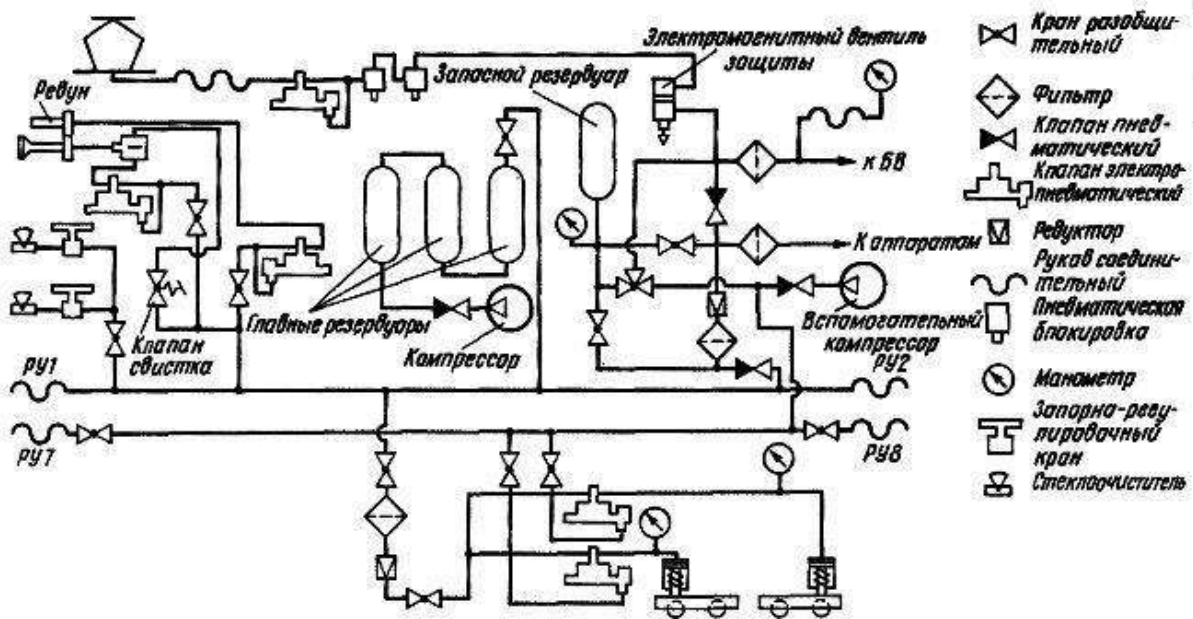 Электромагнитный вентиль
защиты
Запасной резервуар
Ревун
к БВ
К аппаратам
Главные резервуары
Компрессор
Вспомогательный
компрессор
Клапан
свистка
РУ1
РУ2
РУ7
РУ8
Кран разобщи-
тельный
Фильтр
Клапан пнев-
матический
Клапан электро-
пневматический
Редуктор
Рукав соедини-
тельный
Пневматическая
блокировка
Манометр
Запорно-регу-
лировочный
кран
Стеклоочиститель